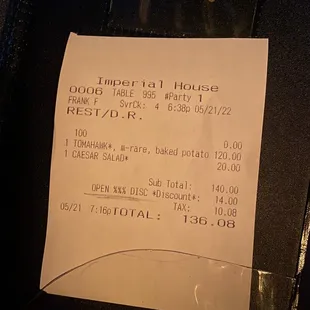 Imperial House
0006 TABLE 995 #Party 1
FRANK F SvrCk: 4 6:38p 05/21/22
REST/D.R.
100 0.00
1 TOMAHAWK*, m-rare, baked potato 120.00
1 CAESAR SALAD* 20.00
Sub Total: 140.00
OPEN %%% DISC *Discount*: 14.00
TAX: 10.08
05/21 7:16pTOTAL: 136.08